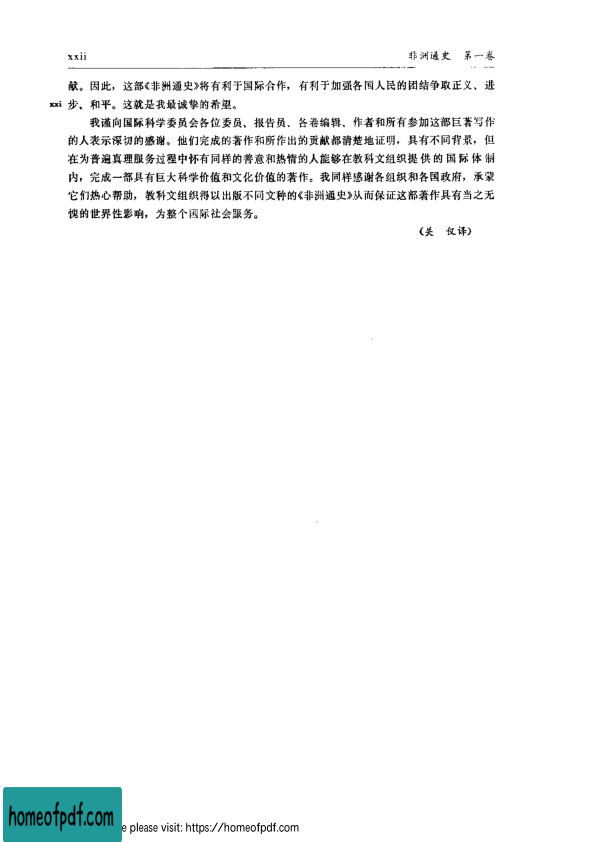 xxii 非洲通史 第一卷
献。因此，这部《非洲通史》将有利于国际合作，有利于加强各国人民的团结争取正义、进
xxi 步、和平。这就是我最诚挚的希望。
我谨向国际科学委员会各位委员、报告员、各卷编辑、作者和所有参加这部巨著写作
的人表示深切的感谢。他们完成的著作和所作出的贡献都清楚地证明，具有不同背景，但
在为普遍真理服务过程中怀有同样的善意和热情的人能够在教科文组织提供的国际体制
内，完成一部具有巨大科学价值和文化价值的著作。我同样感谢各组织和各国政府，承蒙
它们热心帮助，教科文组织得以出版不同文种的《非洲通史》从而保证这部著作具有当之无
愧的世界性影响，为整个国际社会服务。
（关 仪译）
homeofpdf.com
e please visit: https://homeofpdf.com